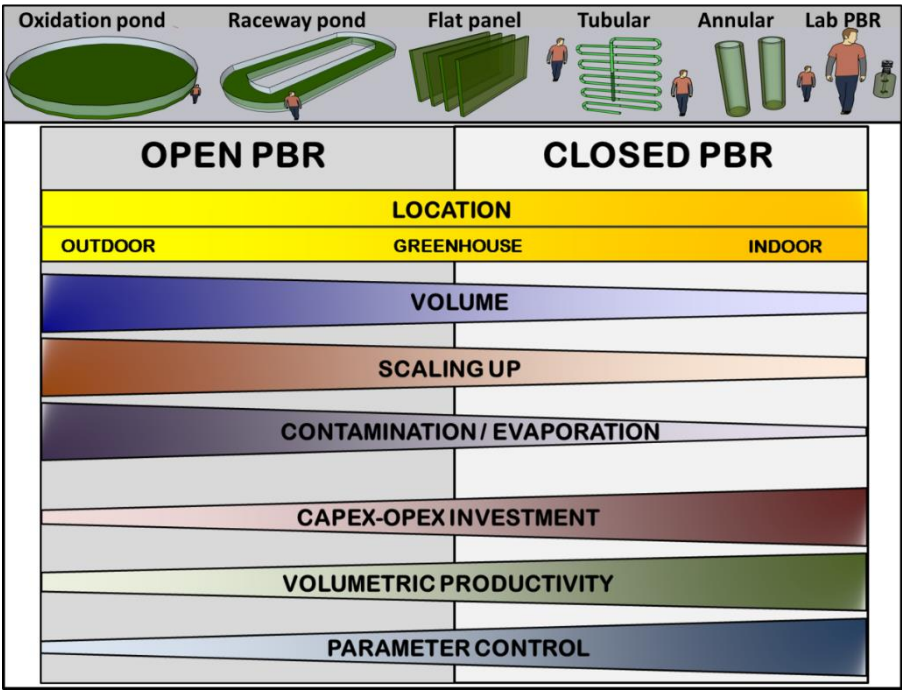 Oxidation pond Raceway pond Flat panel Tubular Annular Lab PBR
OPEN PBR CLOSED PBR
LOCATION
OUTDOOR GREENHOUSE INDOOR
VOLUME
SCALING UP
CONTAMINATION / EVAPORATION
CAPEX-OPEX INVESTMENT
VOLUMETRIC PRODUCTIVITY
PARAMETER CONTROL